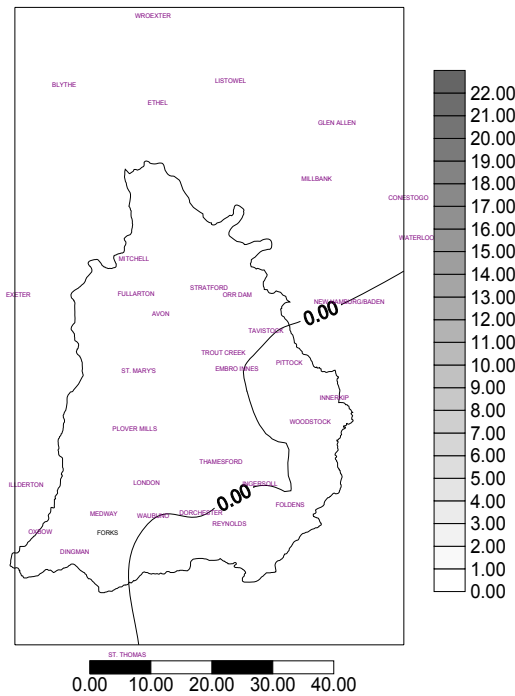 WROEXTER
BLYTHE
LISTOWEL
ETHEL
GLEN ALLEN
MILLBANK
CONESTOGO
WATERLOO
MITCHELL
EXETER
FULLARTON
STRATFORD
ORR DAM
NEW HAMBURG/BADEN
AVON
0.00
TAVISTOCK
TROUT CREEK
PITTOCK
ST. MARY'S
EMBRO INNES
INNERKIP
WOODSTOCK
PLOVER MILLS
THAMESFORD
ILLDERTON
LONDON
INGERSOLL
0.00
FOLDENS
MEDWAY
WAUBUNO
DORCHESTER
REYNOLDS
OXBOW
FORKS
DINGMAN
ST. THOMAS
0.00 10.00 20.00 30.00 40.00
22.00
21.00
20.00
19.00
18.00
17.00
16.00
15.00
14.00
13.00
12.00
11.00
10.00
9.00
8.00
7.00
6.00
5.00
4.00
3.00
2.00
1.00
0.00